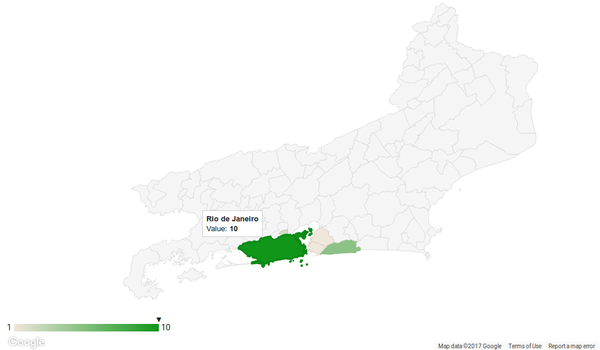 Rio de Janeiro
Value: 10
1
10
Google
Map data ©2017 Google
Terms of Use
Report a map error